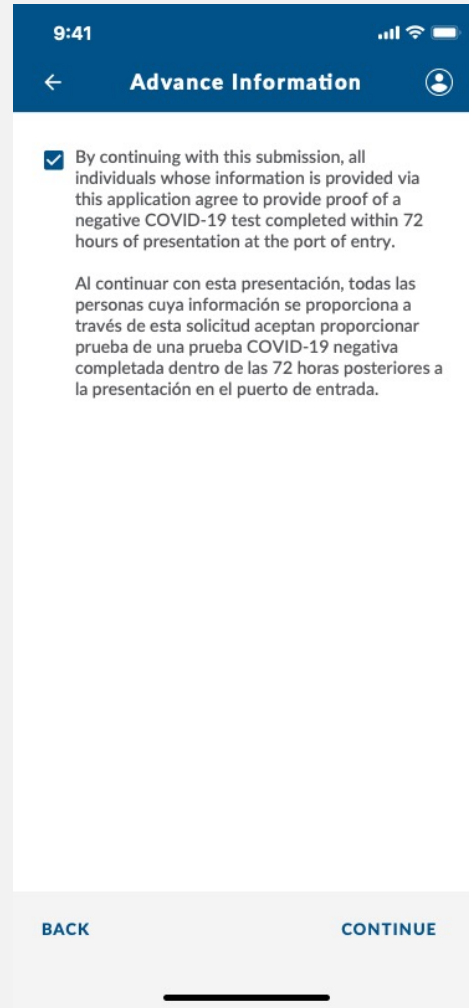 9:41
Advance Information
By continuing with this submission, all
individuals whose information is provided via
this application agree to provide proof of a
negative COVID-19 test completed within 72
hours of presentation at the port of entry.
Al continuar con esta presentación, todas las
personas cuya información se proporciona a
través de esta solicitud aceptan proporcionar
prueba de una prueba COVID-19 negativa
completada dentro de las 72 horas posteriores a
la presentación en el puerto de entrada.
BACK
CONTINUE